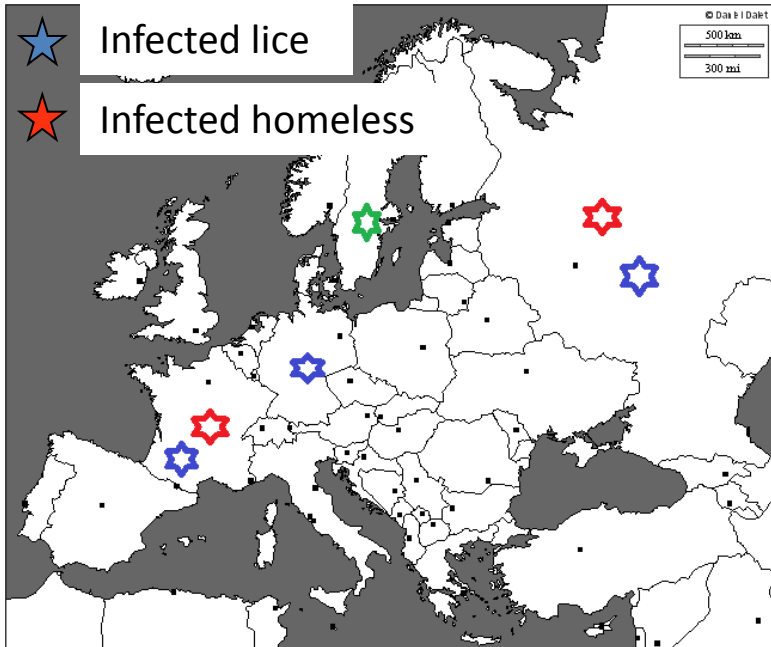 Infected lice
Infected homeless
© Daniel Dalet
500 km
300 mi